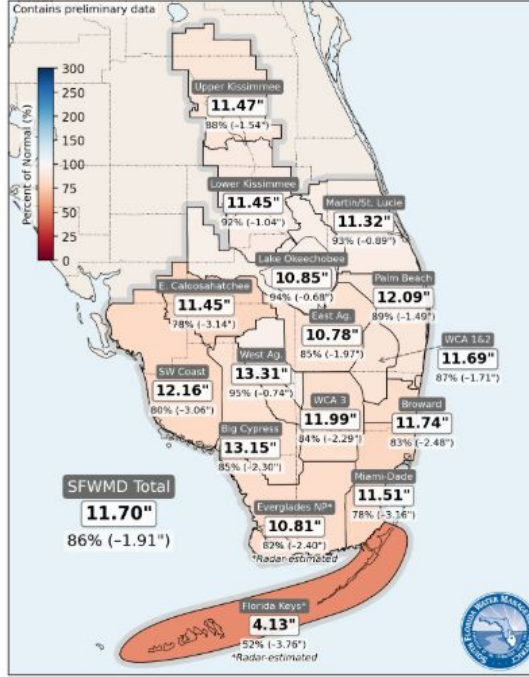 Contains preliminary data
Percent of Normal (%)
300
200
150
100
75
50
25
0
Upper Kissimmee
11.47"
88% (−1.54")
Lower Kissimmee
11.45"
92% (−1.04")
Martin/St. Lucie
11.32"
93% (−0.89")
Lake Okeechobee
10.85"
94% (−0.68")
Palm Beach
12.09"
89% (−1.49")
E. Caloosahatchee
11.45"
78% (−3.14")
East Ag.
10.78"
85% (−1.97")
WCA 1&2
11.69"
87% (−1.71")
West Ag.
13.31"
95% (−0.74")
SW Coast
12.16"
80% (−3.06")
WCA 3
11.99"
84% (−2.29")
Broward
11.74"
83% (−2.48")
Big Cypress
13.15"
85% (−2.30")
SFWMD Total
11.70"
86% (−1.91")
Miami-Dade
11.51"
78% (−3.16")
Everglades NP*
10.81"
82% (−2.40")
*Radar-estimated
Florida Keys*
4.13"
52% (−3.76")
*Radar-estimated
SOUTH FLORIDA WATER MANAGEMENT DISTRICT